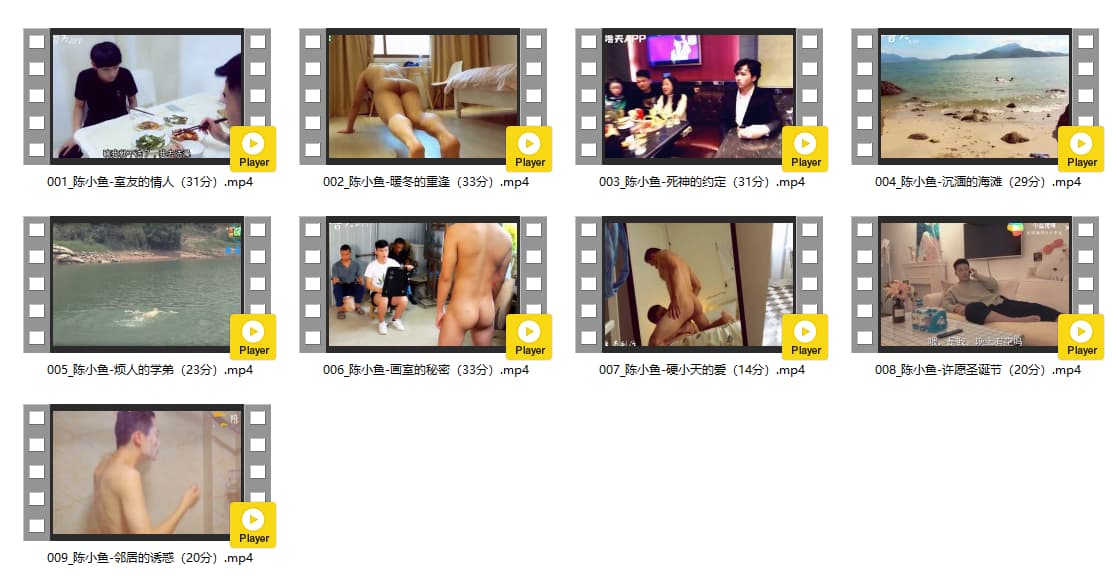 Player
Player
濡天APP
Player
Player
001_陈小鱼-室友的情人（31分）.mp4
002_陈小鱼-暖冬的重逢（33分）.mp4
003_陈小鱼-死神的约定（31分）.mp4
004_陈小鱼-沉湎的海滩（29分）.mp4
Player
Player
Player
Player
005_陈小鱼-烦人的学弟（23分）.mp4
006_陈小鱼-画室的秘密（33分）.mp4
007_陈小鱼-硬小天的爱（14分）.mp4
008_陈小鱼-许愿圣诞节（20分）.mp4
Player
009_陈小鱼-邻居的诱惑（20分）.mp4